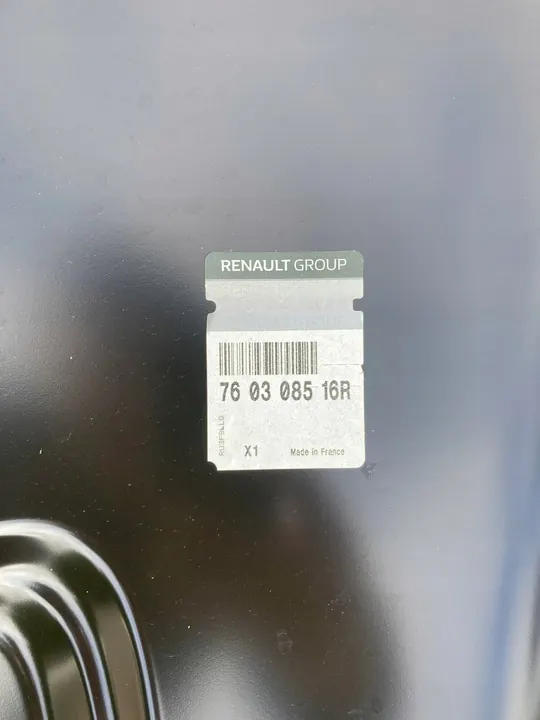 RENAULT GROUP
76 03 085 16R
X1
Made in France